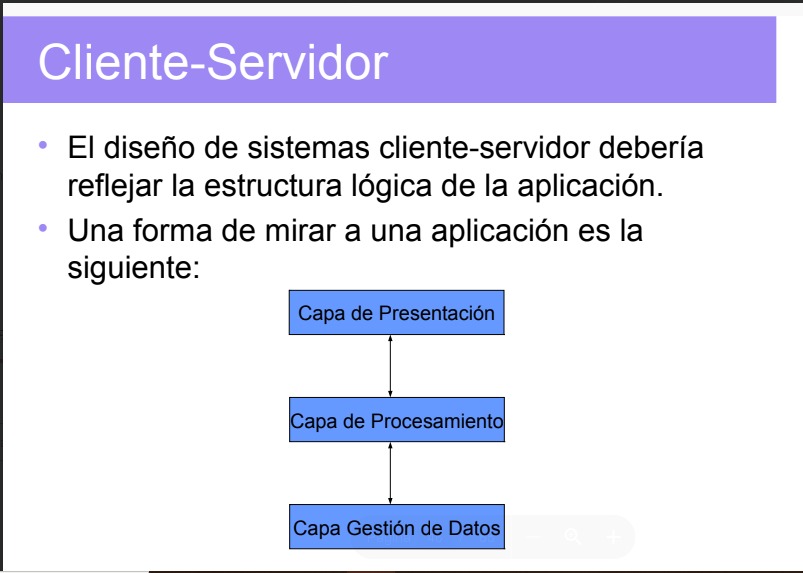 Cliente-Servidor
• El diseño de sistemas cliente-servidor debería
reflejar la estructura lógica de la aplicación.
• Una forma de mirar a una aplicación es la
siguiente:
Capa de Presentación
Capa de Procesamiento
Capa Gestión de Datos